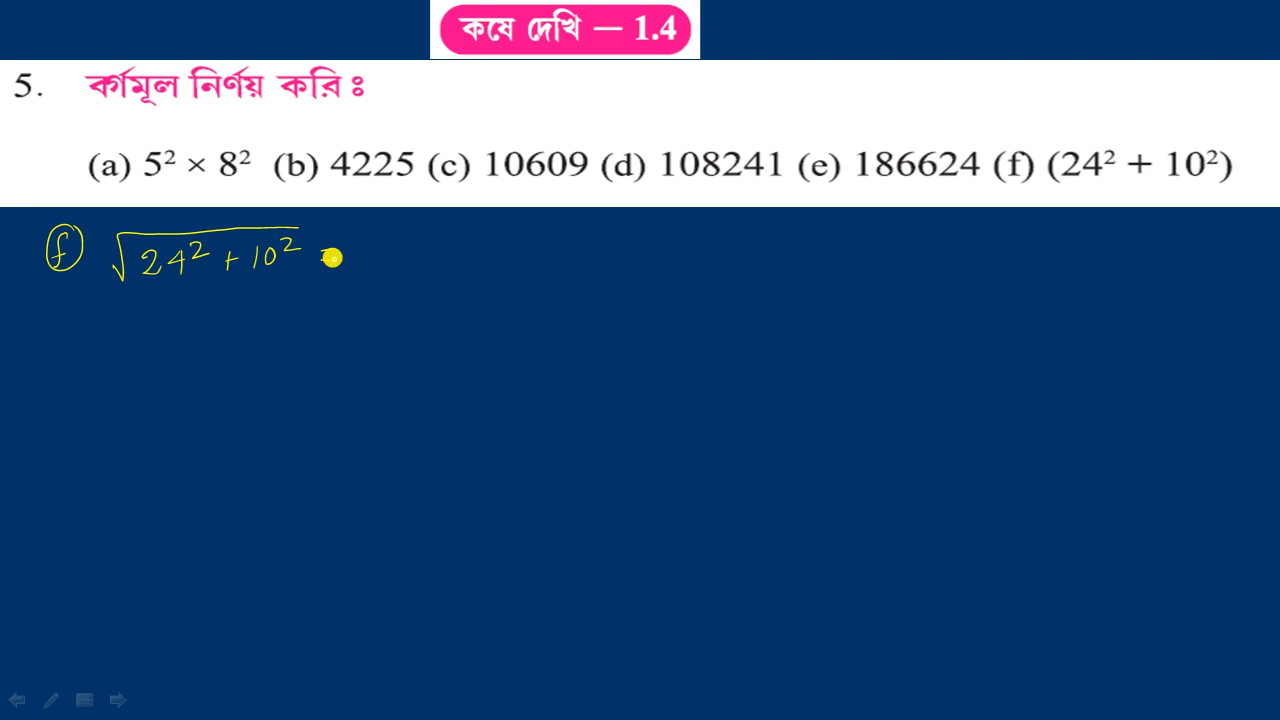 কষে দেখি — 1.4
5. বর্গমূল নির্ণয় করি ঃ
(a) 5² × 8² (b) 4225 (c) 10609 (d) 108241 (e) 186624 (f) (24² + 10²)
(f) √24² + 10² =